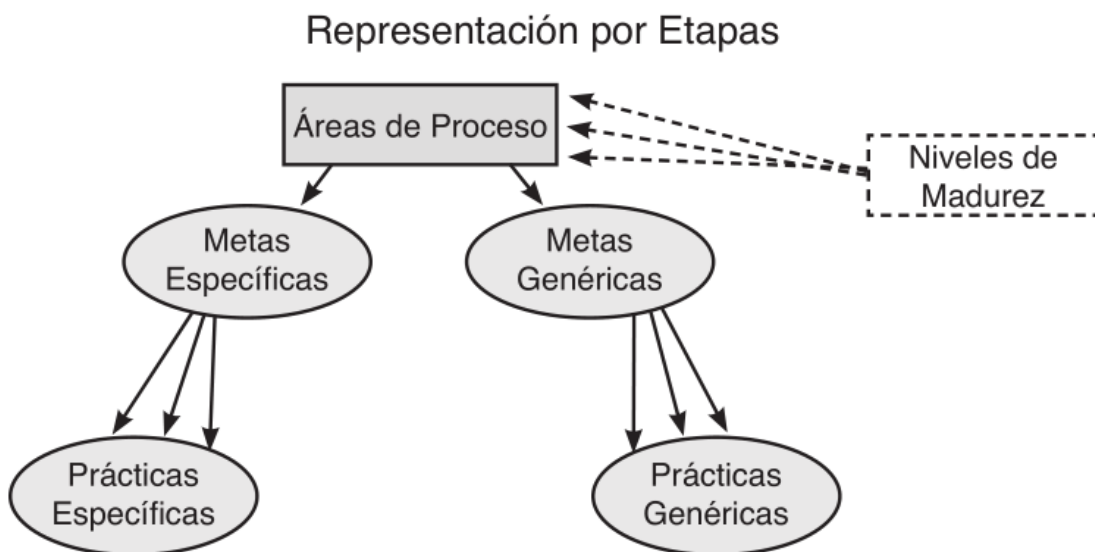 Representación por Etapas
Áreas de Proceso
Niveles de
Madurez
Metas
Específicas
Metas
Genéricas
Prácticas
Específicas
Prácticas
Genéricas